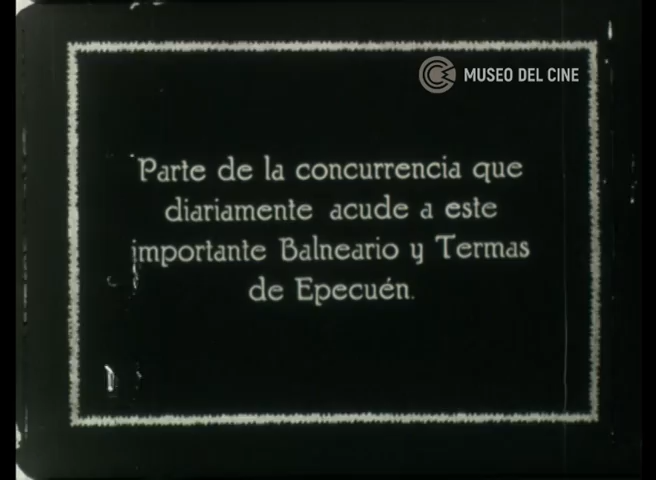 MUSEO DEL CINE
Parte de la concurrencia que
diariamente acude a este
importante Balneario y Termas
de Epecuén.